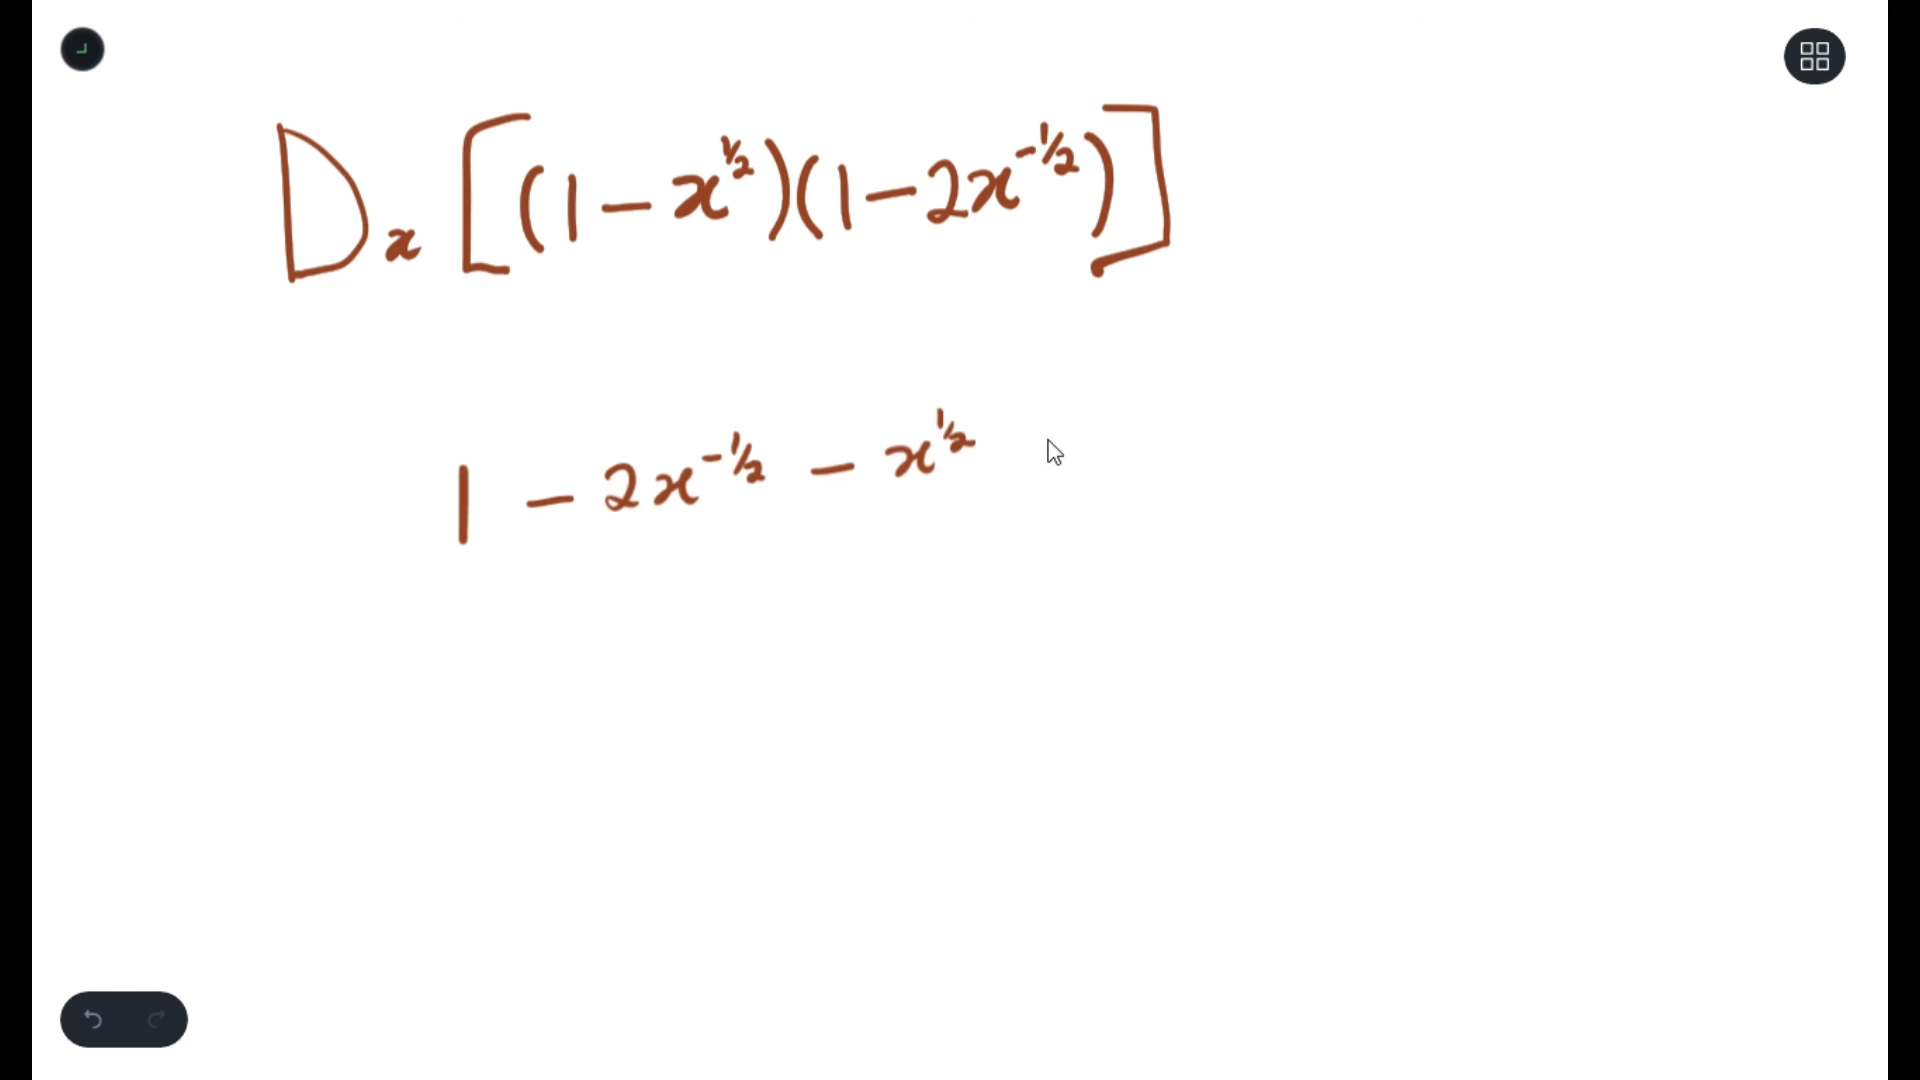 Dₓ [(1 − x^{1/2})(1 − 2x^{-1/2})]
1 − 2x^{-1/2} − x^{1/2}